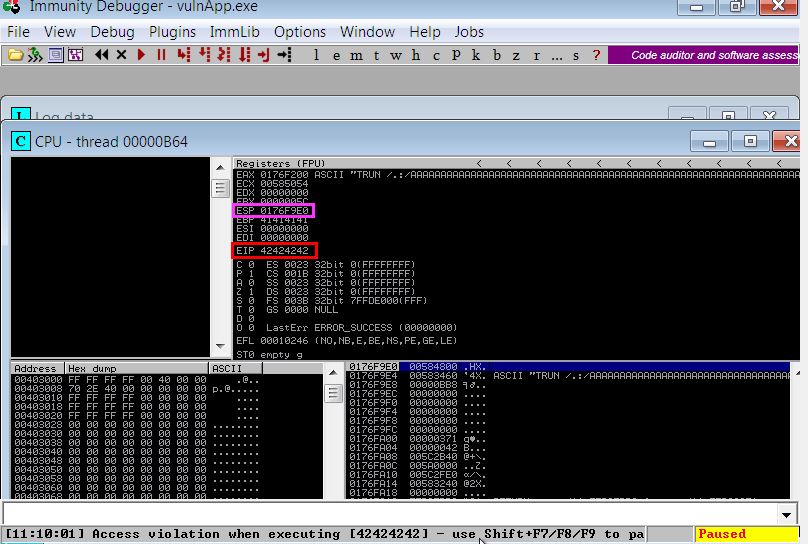 Immunity Debugger - vulnApp.exe
File View Debug Plugins ImmLib Options Window Help Jobs
l e m t w h c P k b z r ... s ? Code auditor and software assess
Log data
CPU - thread 00000B64
Registers (FPU) < < < < < < < < < < <
EAX 0176F200 ASCII "TRUN /.:/AAAAAAAAAAAAAAAAAAAAAAAAAAAAAAAAAAAAAAAAAAAAAAAAAAAAAAA
ECX 00585054
EDX 00000000
EBX 0000005C
ESP 0176F9E0
EBP 41414141
ESI 00000000
EDI 00000000
EIP 42424242
C 0 ES 0023 32bit 0(FFFFFFFF)
P 1 CS 001B 32bit 0(FFFFFFFF)
A 0 SS 0023 32bit 0(FFFFFFFF)
Z 1 DS 0023 32bit 0(FFFFFFFF)
S 0 FS 003B 32bit 7FFDE000(FFF)
T 0 GS 0000 NULL
D 0
O 0 LastErr ERROR_SUCCESS (00000000)
EFL 00010246 (NO,NB,E,BE,NS,PE,GE,LE)
ST0 empty g
Address Hex dump ASCII
00403000 FF FF FF FF 00 40 00 00 .@..
00403008 70 2E 40 00 00 00 00 00 p.@.....
00403010 FF FF FF FF 00 00 00 00 ....
00403018 FF FF FF FF 00 00 00 00 ....
00403020 FF FF FF FF 00 00 00 00 ....
00403028 00 00 00 00 00 00 00 00 ........
00403030 00 00 00 00 00 00 00 00 ........
00403038 00 00 00 00 00 00 00 00 ........
00403040 00 00 00 00 00 00 00 00 ........
00403048 00 00 00 00 00 00 00 00 ........
00403050 00 00 00 00 00 00 00 00 ........
00403058 00 00 00 00 00 00 00 00 ........
00403060 00 00 00 00 00 00 00 00 ........
00403068 00 00 00 00 00 00 00 00 ........
0176F9E0 00584800 .HX.
0176F9E4 00583460 `4X. ASCII "TRUN /.:/AAAAAAAAAAAAAAAAAAAAAAAAAAAAAAAAAAA
0176F9E8 00000BB8
0176F9EC 00000000 ....
0176F9F0 00000000 ....
0176F9F4 00000000 ....
0176F9F8 00000000 ....
0176F9FC 00000000 ....
0176FA00 00000371
0176FA04 00000042 B...
0176FA08 005C2B40 @+\.
0176FA0C 005A0000 ..Z.
0176FA10 005C2FE0
0176FA14 00583240 @2X.
0176FA18 00000000 ....
[11:10:01] Access violation when executing [42424242] - use Shift+F7/F8/F9 to pa Paused